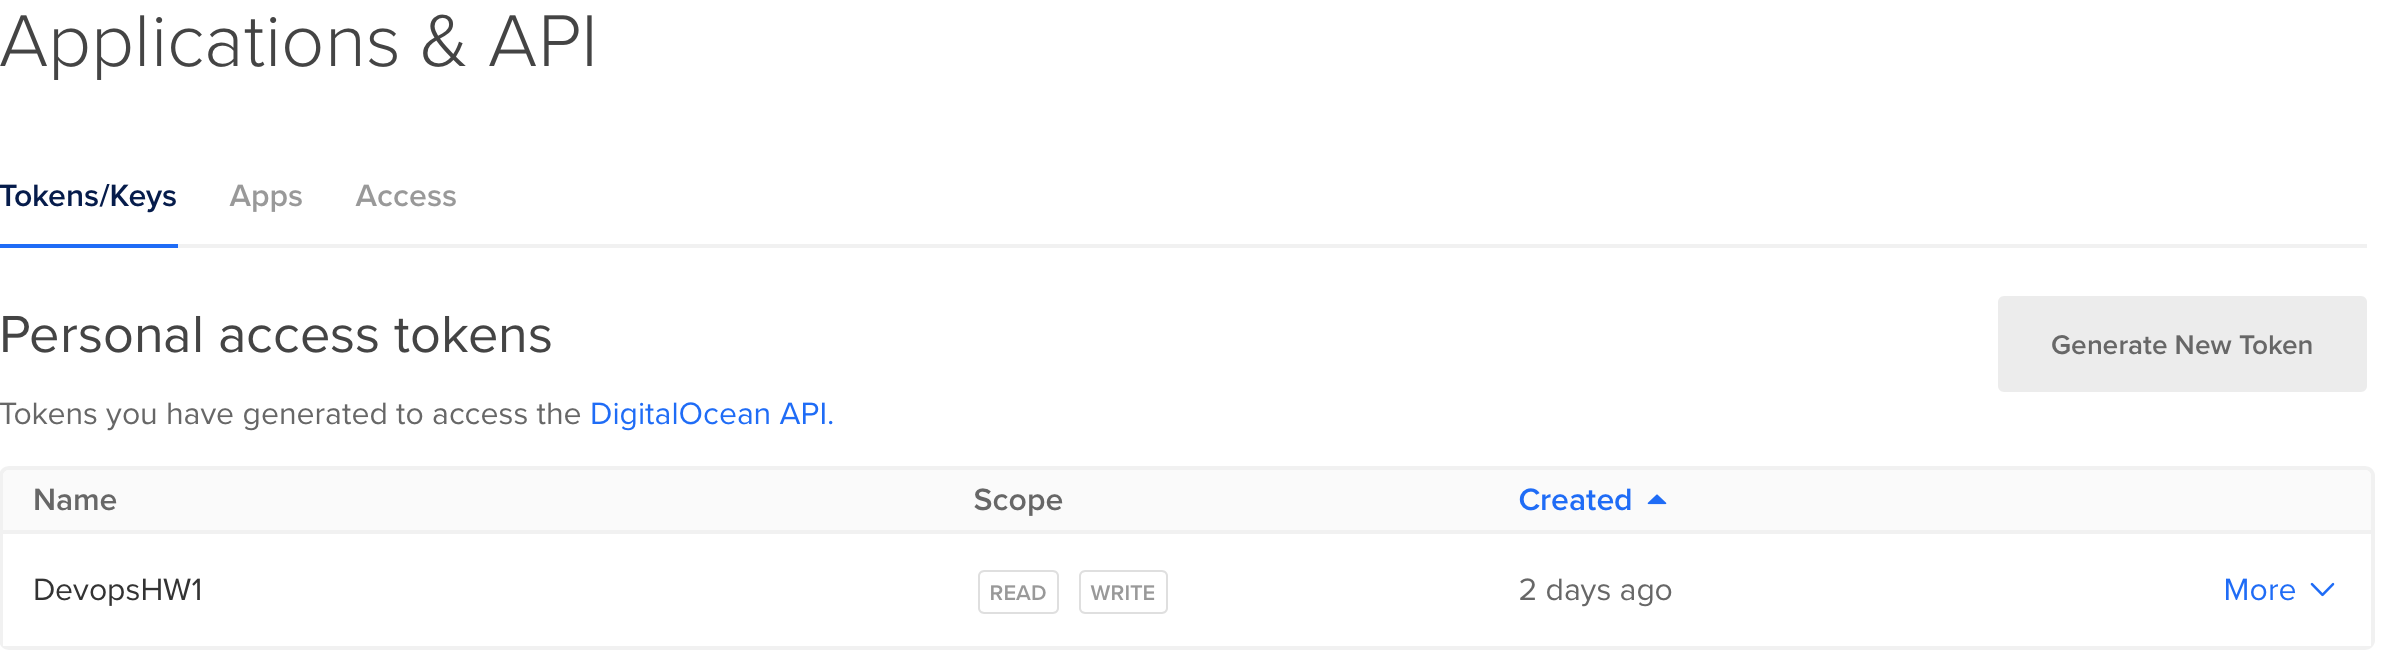 Applications & API
Tokens/Keys Apps Access
Personal access tokens
Generate New Token
Tokens you have generated to access the DigitalOcean API.
Name Scope Created
DevopsHW1 READ WRITE 2 days ago More